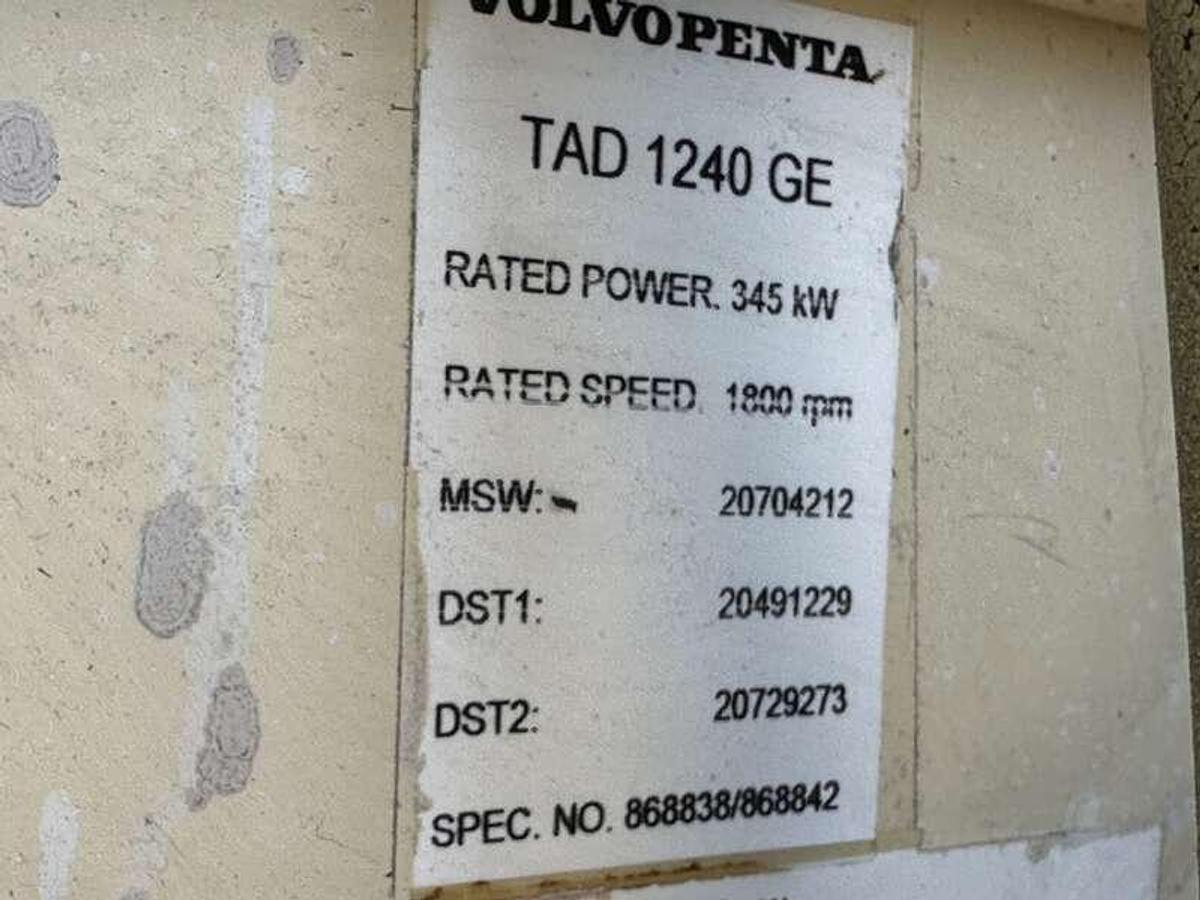 VOLVO PENTA
TAD 1240 GE
RATED POWER. 345 kW
RATED SPEED. 1800 rpm
MSW:- 20704212
DST1: 20491229
DST2: 20729273
SPEC. NO. 868838/868842